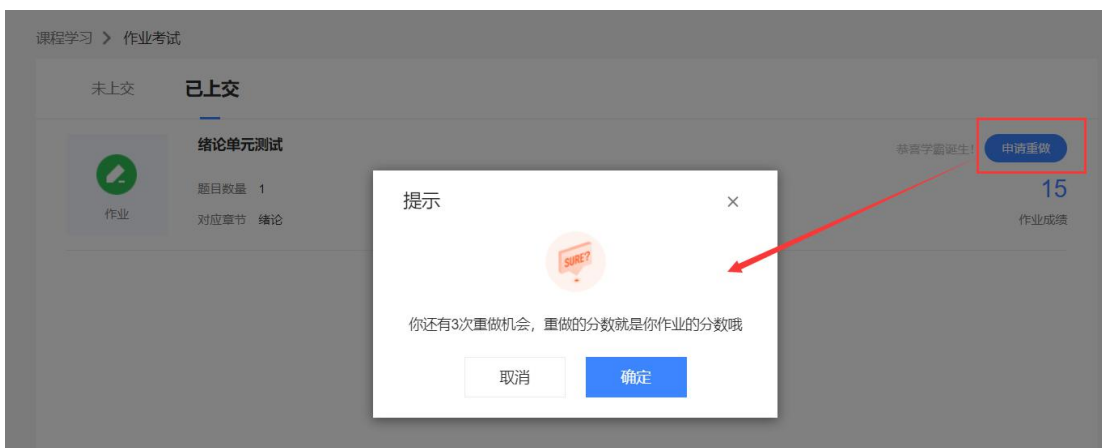 课程学习 > 作业考试
未上交 已上交
绪论单元测试
恭喜学霸诞生! 申请重做
题目数量 1
15
作业
对应章节 绪论
作业成绩
提示 ×
SURE?
你还有3次重做机会，重做的分数就是你作业的分数哦
取消 确定